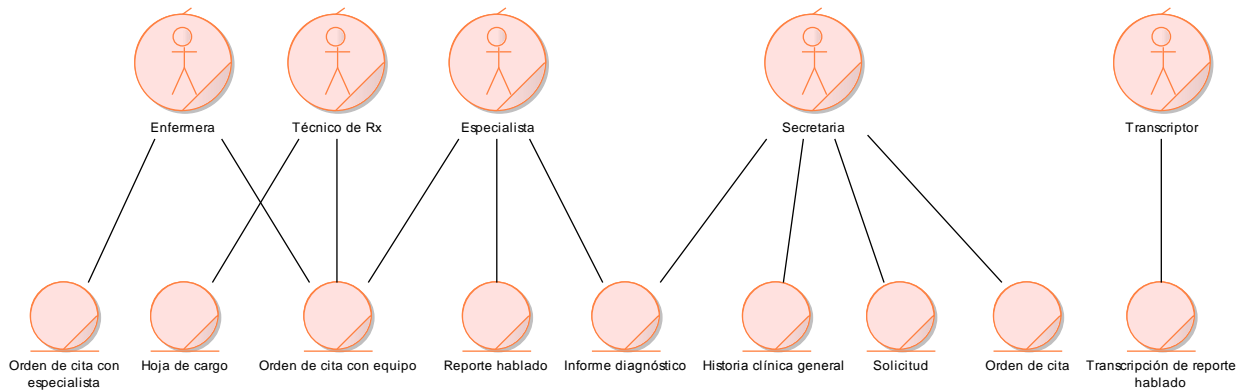 Enfermera
Técnico de Rx
Especialista
Secretaria
Transcriptor
Orden de cita con
especialista
Hoja de cargo
Orden de cita con equipo
Reporte hablado
Informe diagnóstico
Historia clínica general
Solicitud
Orden de cita
Transcripción de reporte
hablado